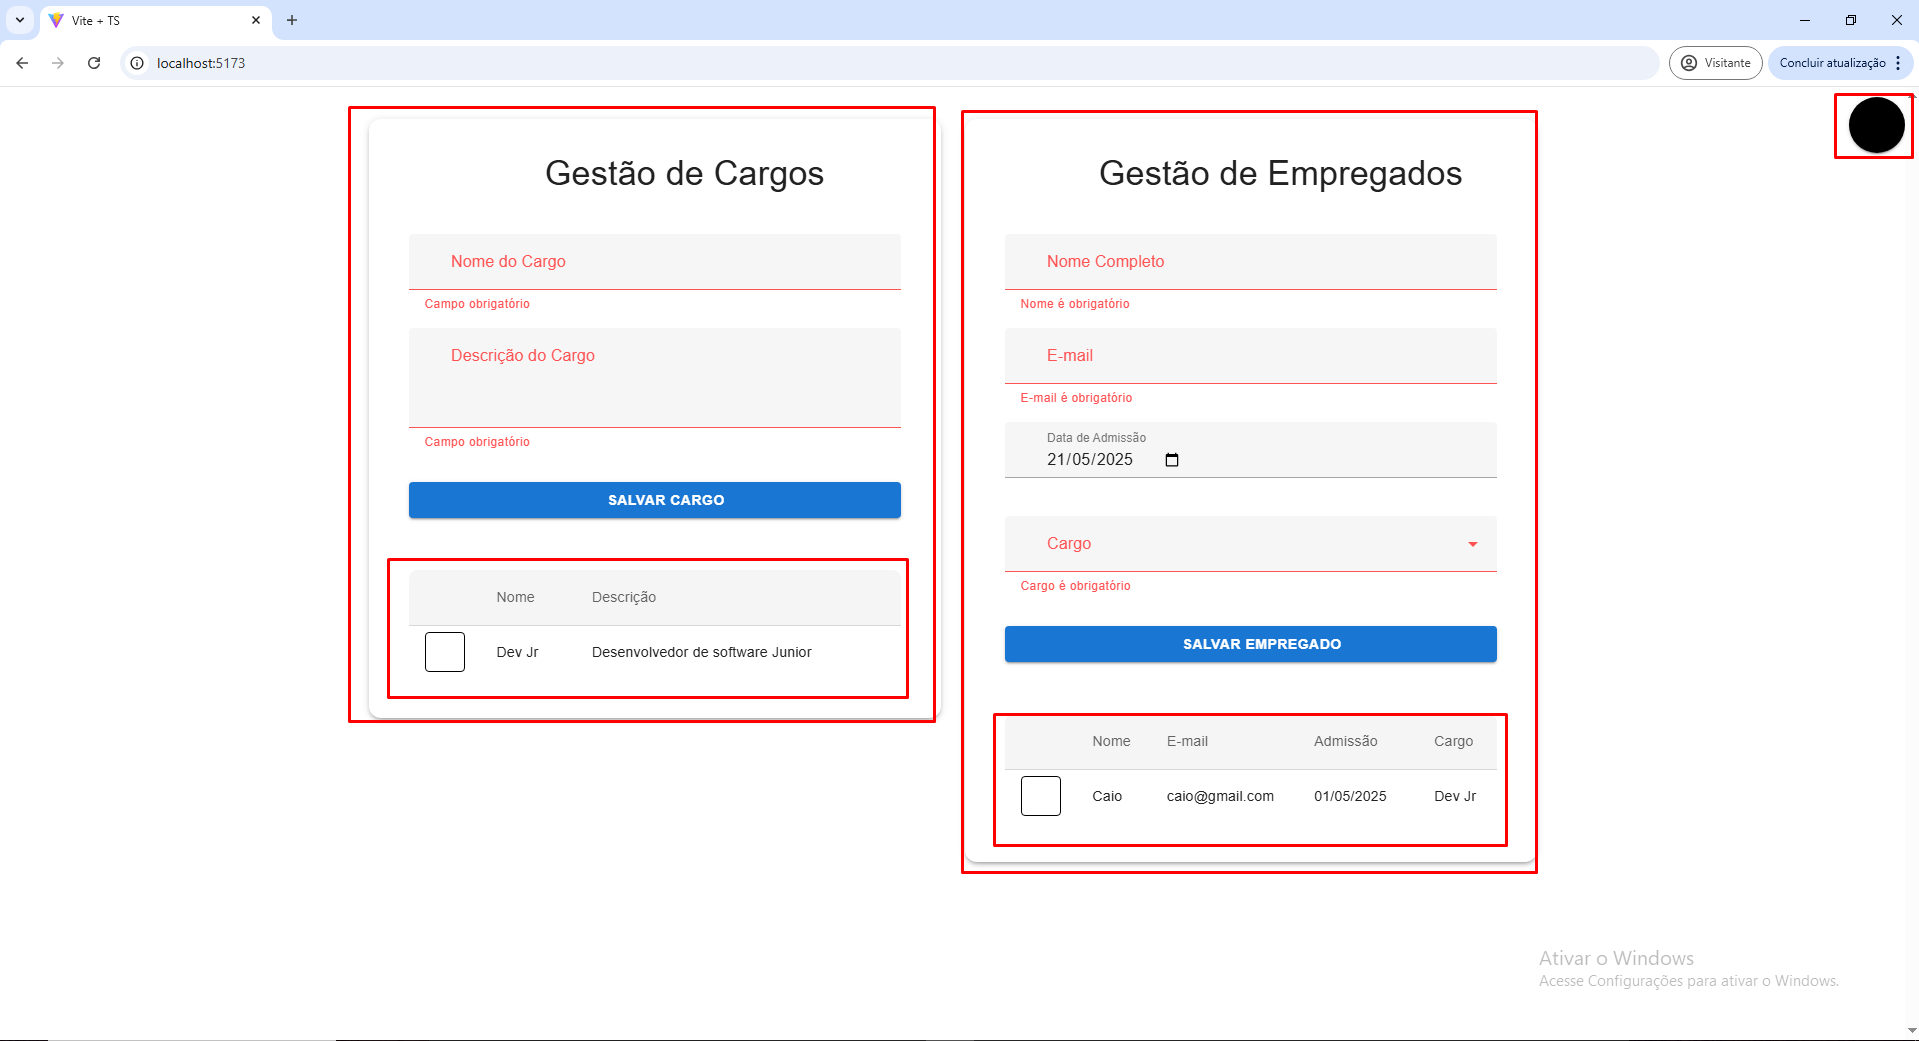 Vite + TS
localhost:5173
Visitante
Concluir atualização
Gestão de Cargos
Nome do Cargo
Campo obrigatório
Descrição do Cargo
Campo obrigatório
SALVAR CARGO
Nome Descrição
Dev Jr Desenvolvedor de software Junior
Gestão de Empregados
Nome Completo
Nome é obrigatório
E-mail
E-mail é obrigatório
Data de Admissão
21/05/2025
Cargo
Cargo é obrigatório
SALVAR EMPREGADO
Nome E-mail Admissão Cargo
Caio caio@gmail.com 01/05/2025 Dev Jr
Ativar o Windows
Acesse Configurações para ativar o Windows.